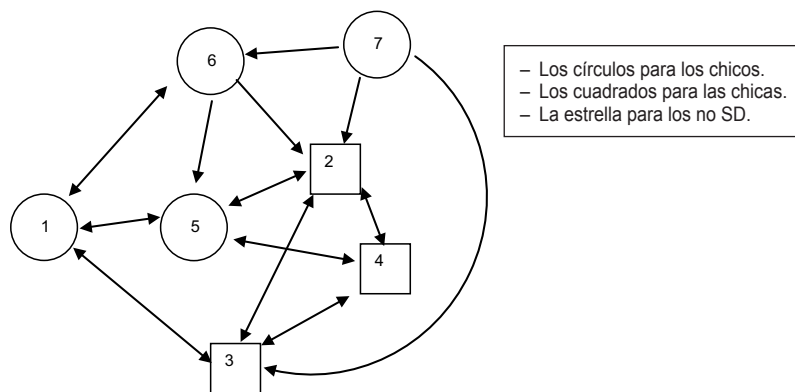 7
6
– Los círculos para los chicos.
– Los cuadrados para las chicas.
– La estrella para los no SD.
2
1
5
4
3